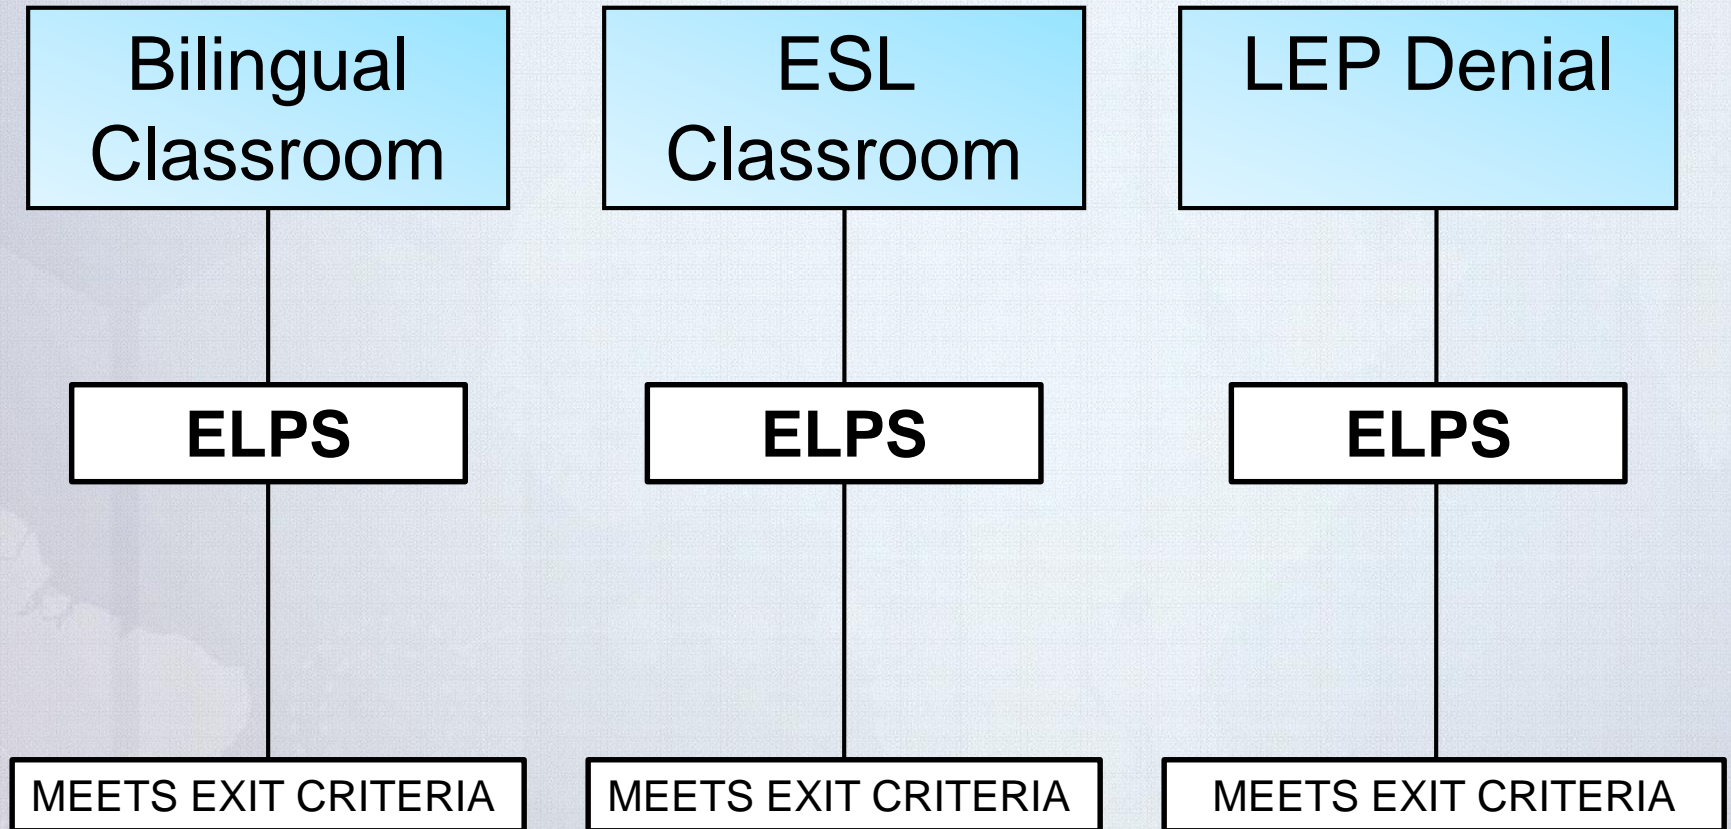 Bilingual
Classroom
ESL
Classroom
LEP Denial
ELPS
ELPS
ELPS
MEETS EXIT CRITERIA
MEETS EXIT CRITERIA
MEETS EXIT CRITERIA